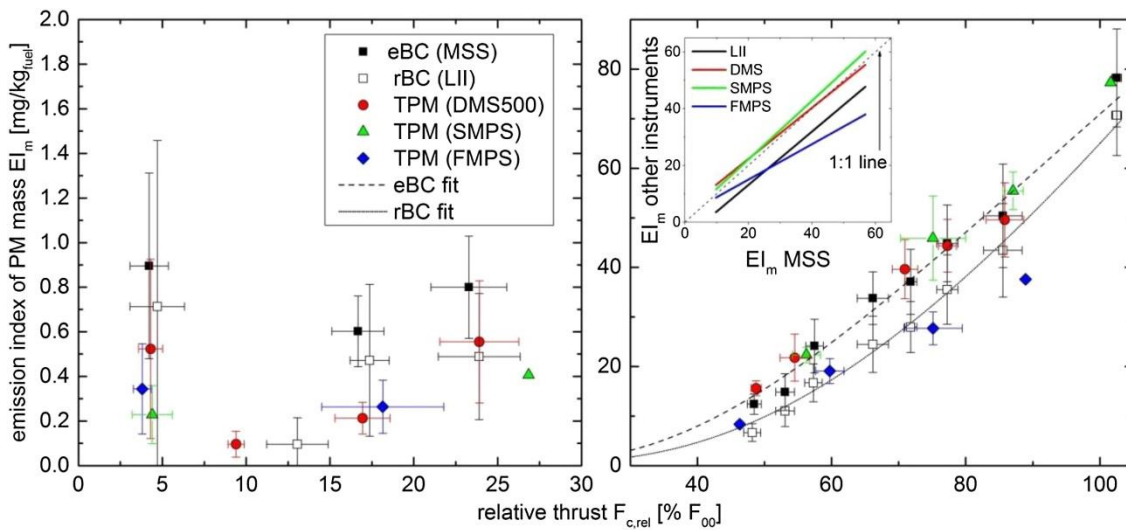 emission index of PM mass EIₘ [mg/kg_fuel]
2.0
1.8
1.6
1.4
1.2
1.0
0.8
0.6
0.4
0.2
0.0
eBC (MSS)
rBC (LII)
TPM (DMS500)
TPM (SMPS)
TPM (FMPS)
eBC fit
rBC fit
0 5 10 15 20 25 30
80
60
40
20
0
EIₘ other instruments
60
40
20
0
LII
DMS
SMPS
FMPS
1:1 line
0 20 40 60
EIₘ MSS
40 60 80 100
relative thrust F_c,rel [% F₀₀]